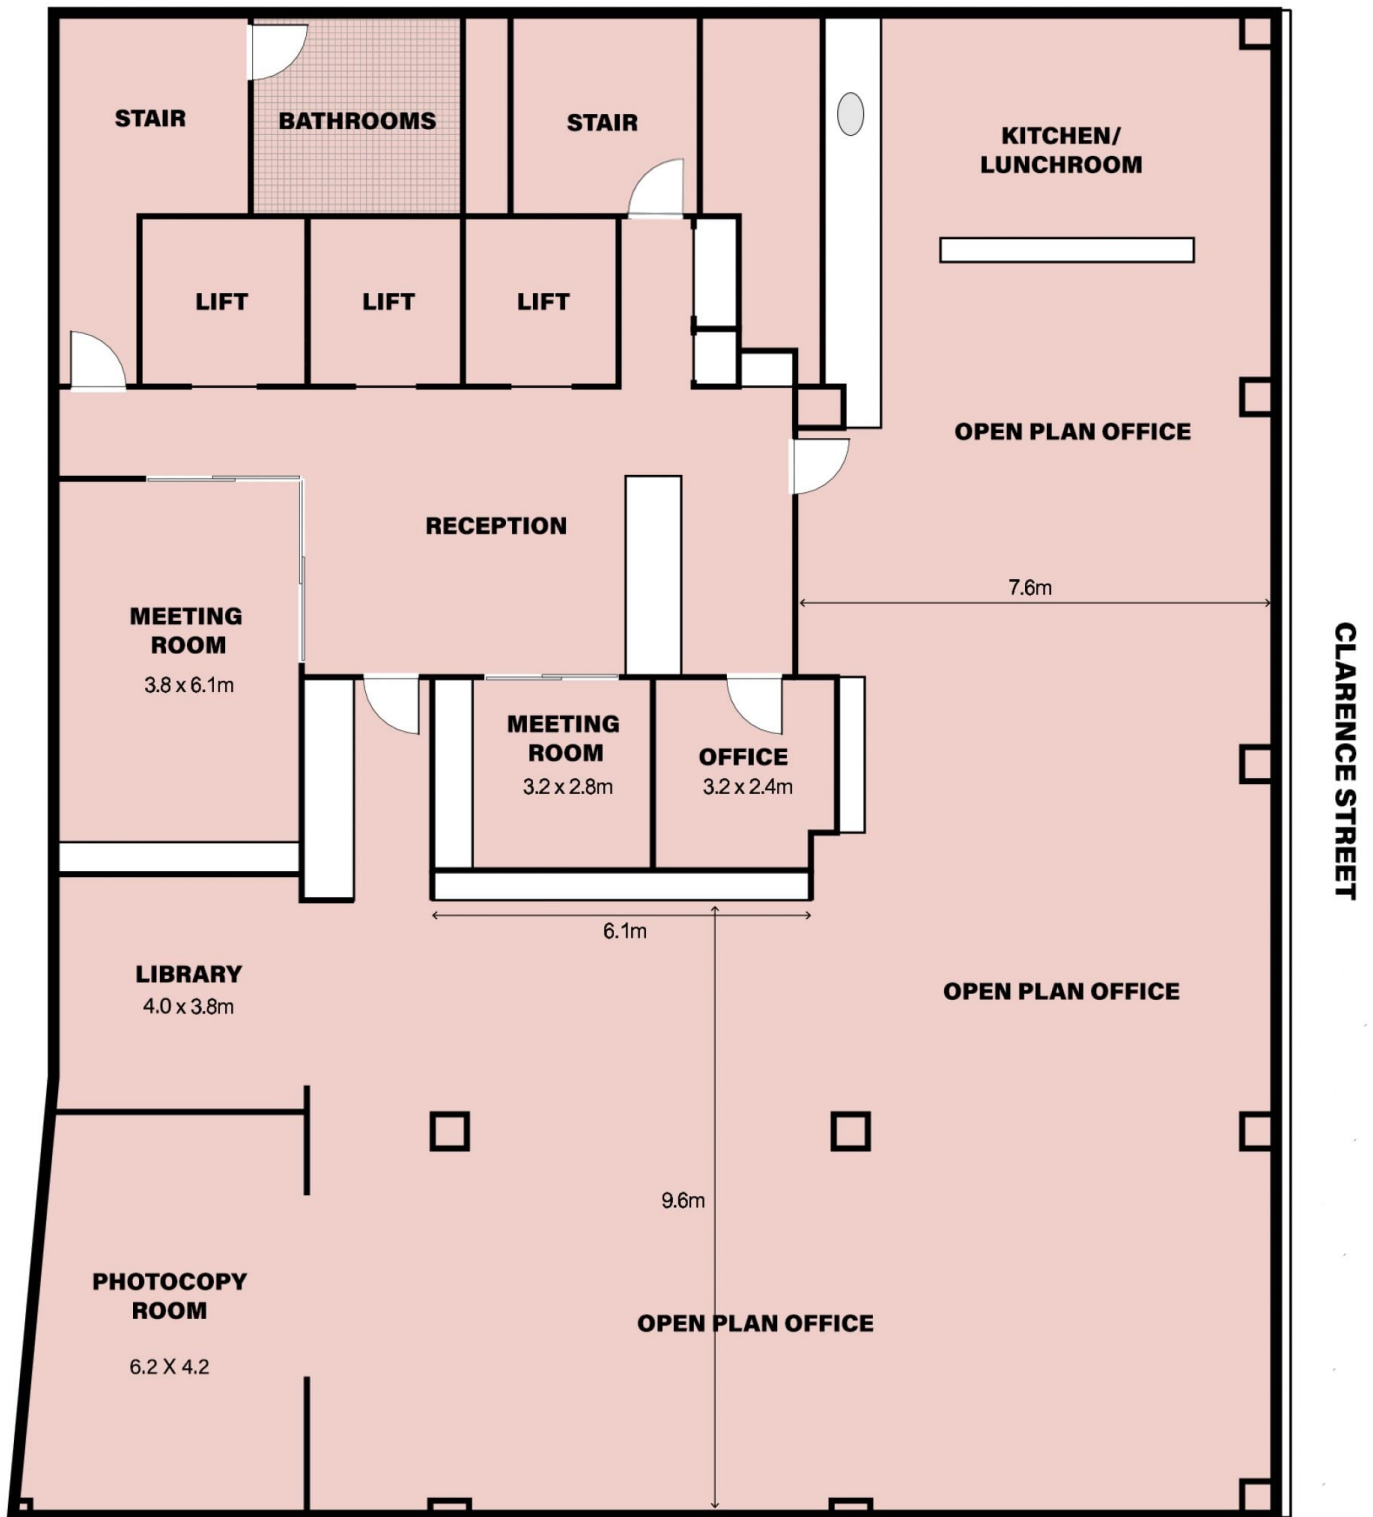 STAIR
BATHROOMS
STAIR
KITCHEN/
LUNCHROOM
LIFT
LIFT
LIFT
OPEN PLAN OFFICE
RECEPTION
7.6m
MEETING
ROOM
3.8 x 6.1m
CLARENCE STREET
MEETING
ROOM
3.2 x 2.8m
OFFICE
3.2 x 2.4m
6.1m
LIBRARY
4.0 x 3.8m
OPEN PLAN OFFICE
9.6m
PHOTOCOPY
ROOM
6.2 X 4.2
OPEN PLAN OFFICE